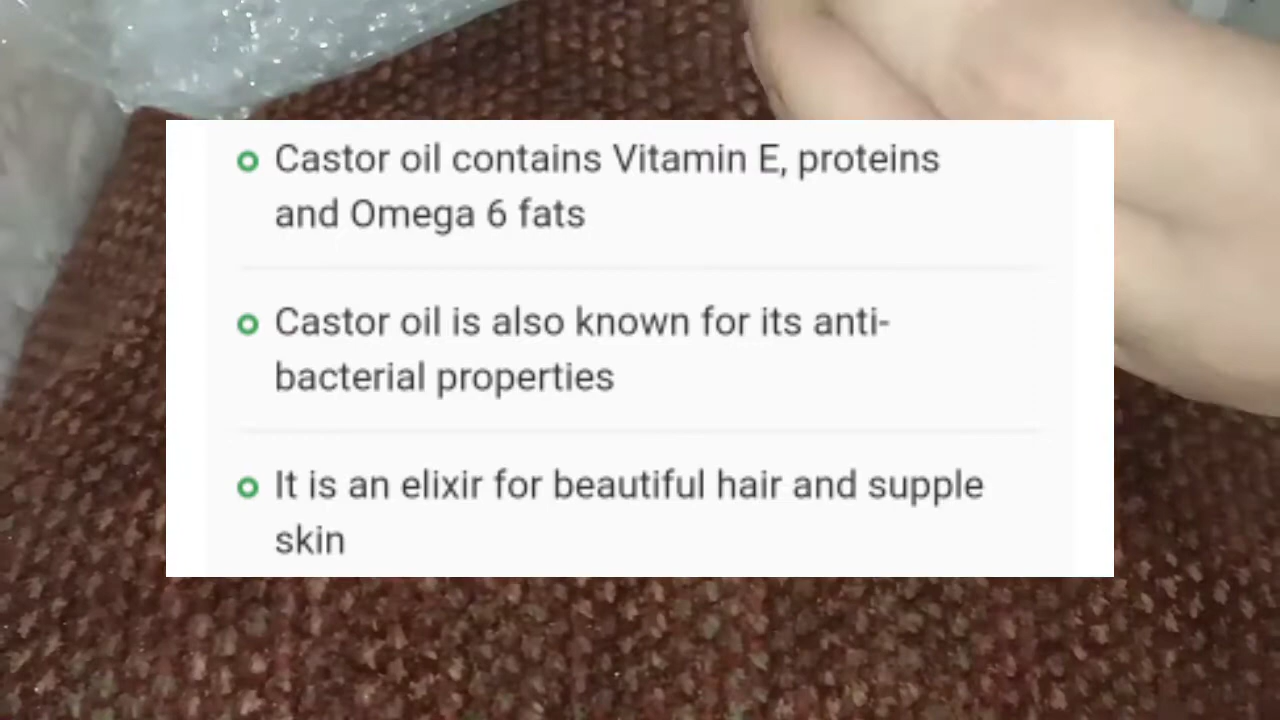 Castor oil contains Vitamin E, proteins
and Omega 6 fats
Castor oil is also known for its anti-
bacterial properties
It is an elixir for beautiful hair and supple
skin